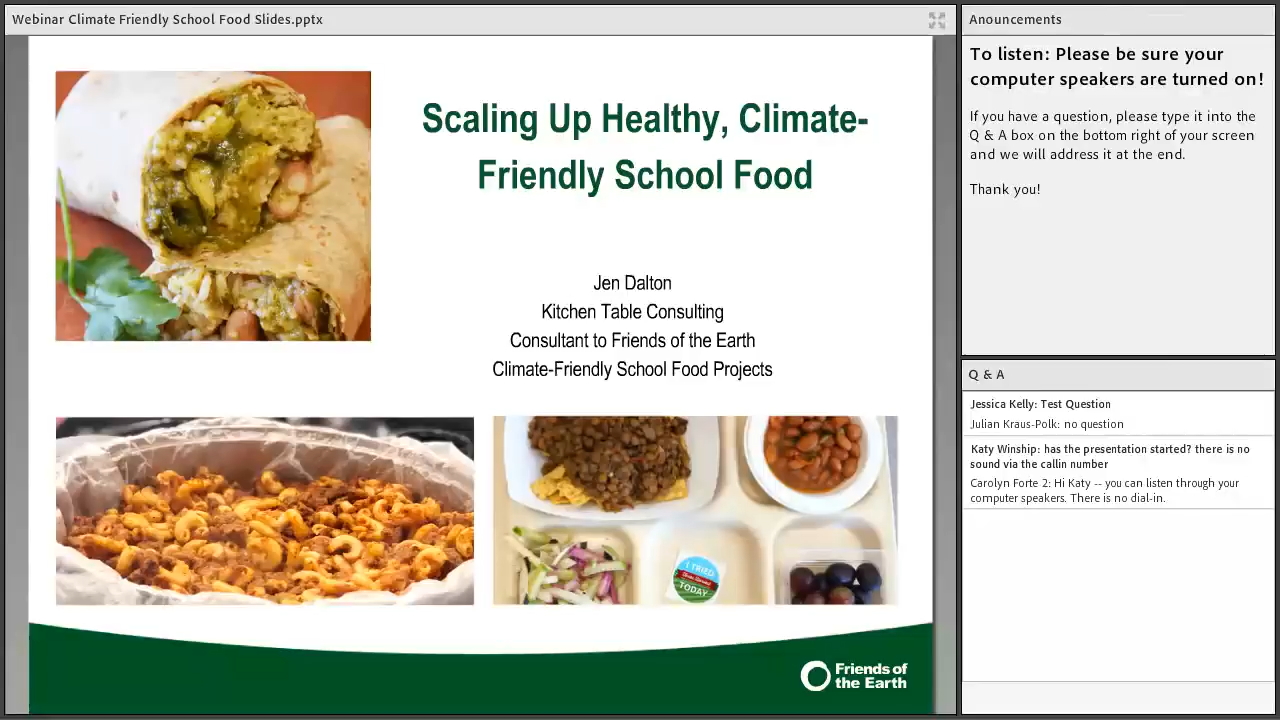 Webinar Climate Friendly School Food Slides.pptx
Scaling Up Healthy, Climate-
Friendly School Food
Jen Dalton
Kitchen Table Consulting
Consultant to Friends of the Earth
Climate-Friendly School Food Projects
I TRIED
TODAY
Friends of
the Earth
Anouncements
To listen: Please be sure your
computer speakers are turned on!
If you have a question, please type it into the
Q & A box on the bottom right of your screen
and we will address it at the end.
Thank you!
Q & A
Jessica Kelly: Test Question
Julian Kraus-Polk: no question
Katy Winship: has the presentation started? there is no
sound via the callin number
Carolyn Forte 2: Hi Katy -- you can listen through your
computer speakers. There is no dial-in.